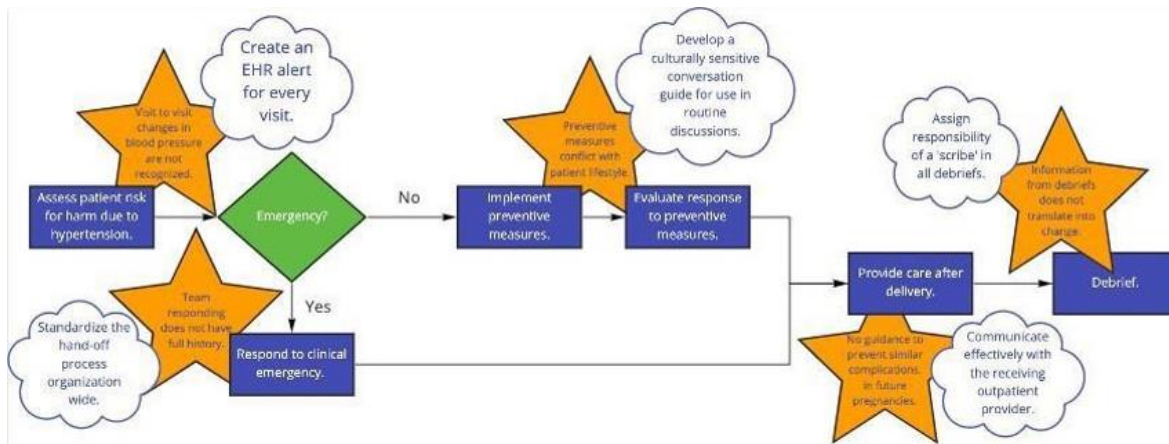 Create an
EHR alert
for every
visit.
Visit to visit
changes in
blood pressure
are not
recognized.
Assess patient risk
for harm due to
hypertension.
Emergency?
No
Yes
Develop a
culturally sensitive
conversation
guide for use in
routine
discussions.
Preventive
measures
conflict with
patient lifestyle.
Implement
preventive
measures.
Evaluate response
to preventive
measures.
Assign
responsibility
of a 'scribe' in
all debriefs.
Information
from debriefs
does not
translate into
change.
Provide care after
delivery.
Debrief.
Team
responding
does not have
full history.
Standardize the
hand-off
process
organization
wide.
Respond to clinical
emergency.
No guidance to
prevent similar
complications
in future
pregnancies.
Communicate
effectively with
the receiving
outpatient
provider.